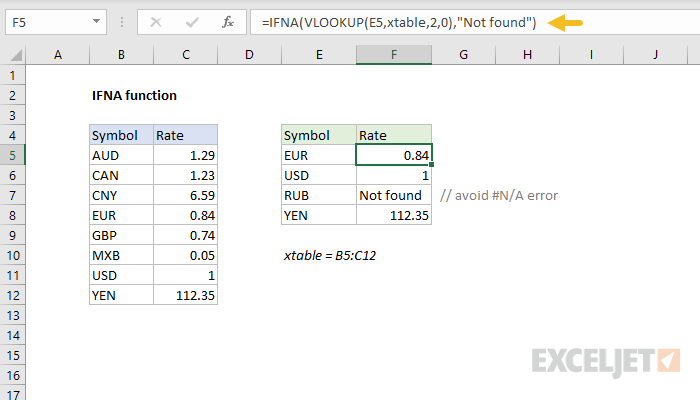 F5 fx =IFNA(VLOOKUP(E5,xtable,2,0),"Not found")
A B C D E F G H I J
1
2 IFNA function
3
4 Symbol Rate Symbol Rate
5 AUD 1.29 EUR 0.84
6 CAN 1.23 USD 1
7 CNY 6.59 RUB Not found // avoid #N/A error
8 EUR 0.84 YEN 112.35
9 GBP 0.74
10 MXB 0.05 xtable = B5:C12
11 USD 1
12 YEN 112.35
13
14
15
16
17
EXCELJET